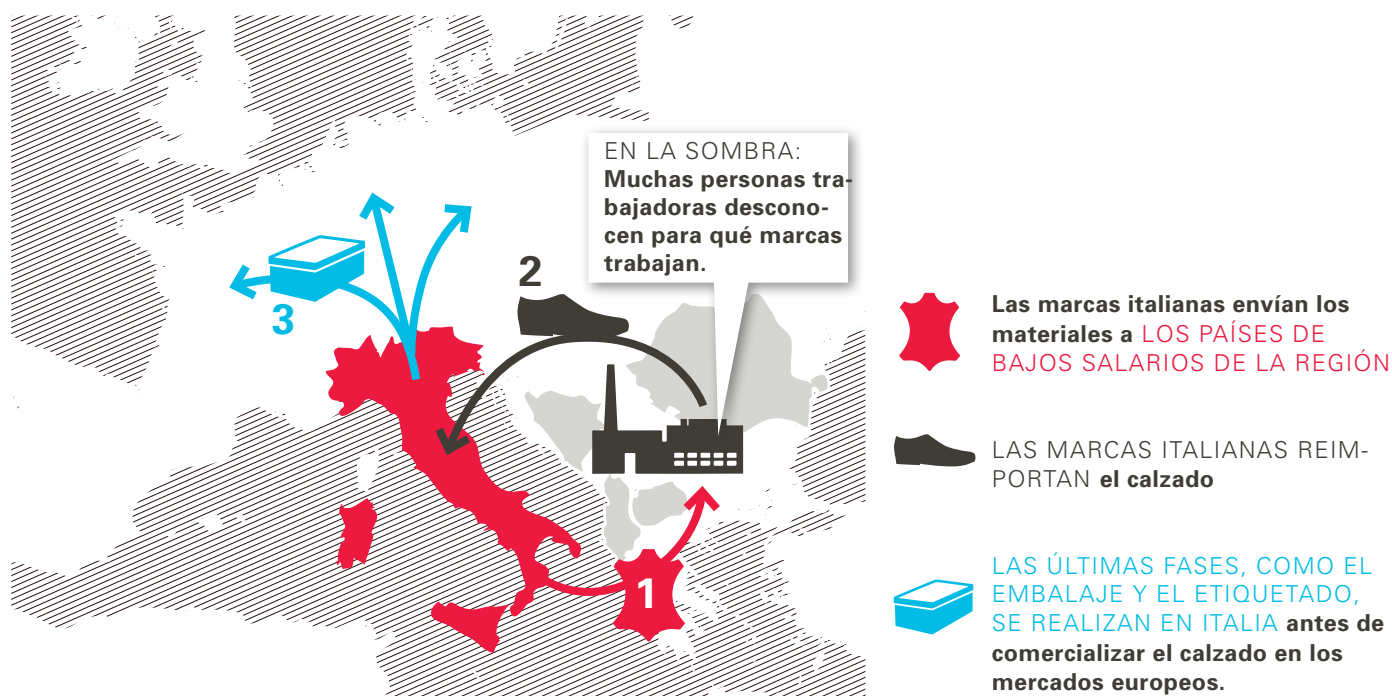 EN LA SOMBRA:
Muchas personas tra-
bajadoras descono-
cen para qué marcas
trabajan.
2
3
1
Las marcas italianas envían los
materiales a LOS PAÍSES DE
BAJOS SALARIOS DE LA REGIÓN
LAS MARCAS ITALIANAS REIM-
PORTAN el calzado
LAS ÚLTIMAS FASES, COMO EL
EMBALAJE Y EL ETIQUETADO,
SE REALIZAN EN ITALIA antes de
comercializar el calzado en los
mercados europeos.